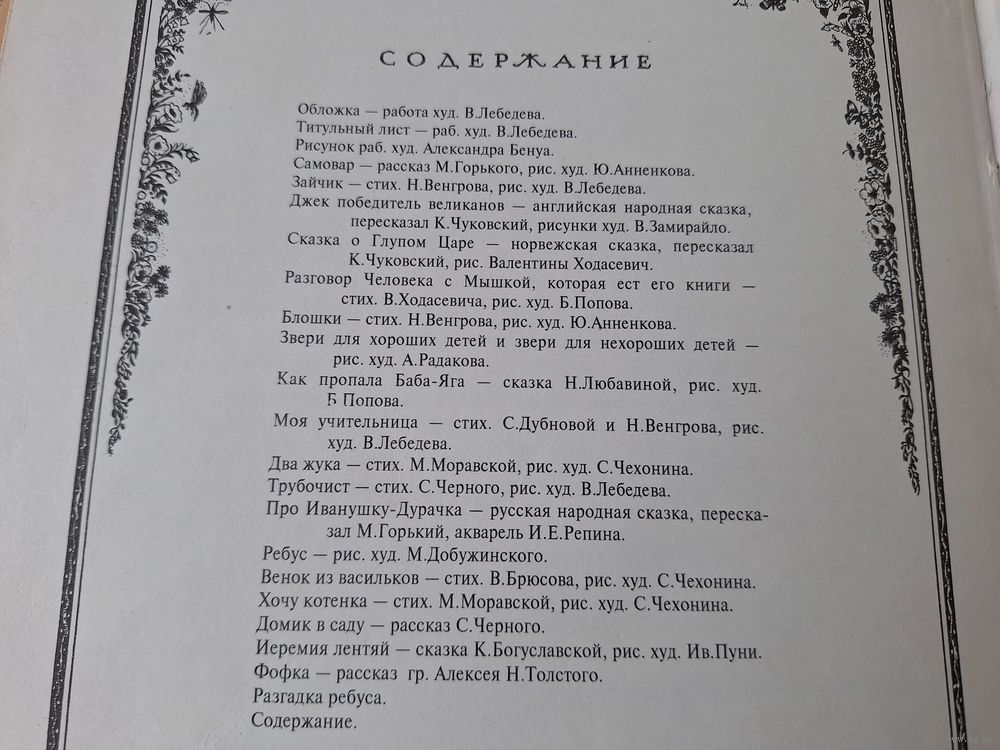 СОДЕРЖАНИЕ
Обложка — работа худ. В.Лебедева.
Титульный лист — раб. худ. В.Лебедева.
Рисунок раб. худ. Александра Бенуа.
Самовар — рассказ М.Горького, рис. худ. Ю.Анненкова.
Зайчик — стих. Н.Венгрова, рис. худ. В.Лебедева.
Джек победитель великанов — английская народная сказка,
пересказал К.Чуковский, рисунки худ. В.Замирайло.
Сказка о Глупом Царе — норвежская сказка, пересказал
К.Чуковский, рис. Валентины Ходасевич.
Разговор Человека с Мышкой, которая ест его книги —
стих. В.Ходасевича, рис. худ. Б.Попова.
Блошки — стих. Н.Венгрова, рис. худ. Ю.Анненкова.
Звери для хороших детей и звери для нехороших детей —
рис. худ. А.Радакова.
Как пропала Баба-Яга — сказка Н.Любавиной, рис. худ.
Б Попова.
Моя учительница — стих. С.Дубновой и Н.Венгрова, рис.
худ. В.Лебедева.
Два жука — стих. М.Моравской, рис. худ. С.Чехонина.
Трубочист — стих. С.Черного, рис. худ. В.Лебедева.
Про Иванушку-Дурачка — русская народная сказка, переска-
зал М.Горький, акварель И.Е.Репина.
Ребус — рис. худ. М.Добужинского.
Венок из васильков — стих. В.Брюсова, рис. худ. С.Чехонина.
Хочу котенка — стих. М.Моравской, рис. худ. С.Чехонина.
Домик в саду — рассказ С.Черного.
Иеремия лентяй — сказка К.Богуславской, рис. худ. Ив.Пуни.
Фофка — рассказ гр. Алексея Н.Толстого.
Разгадка ребуса.
Содержание.